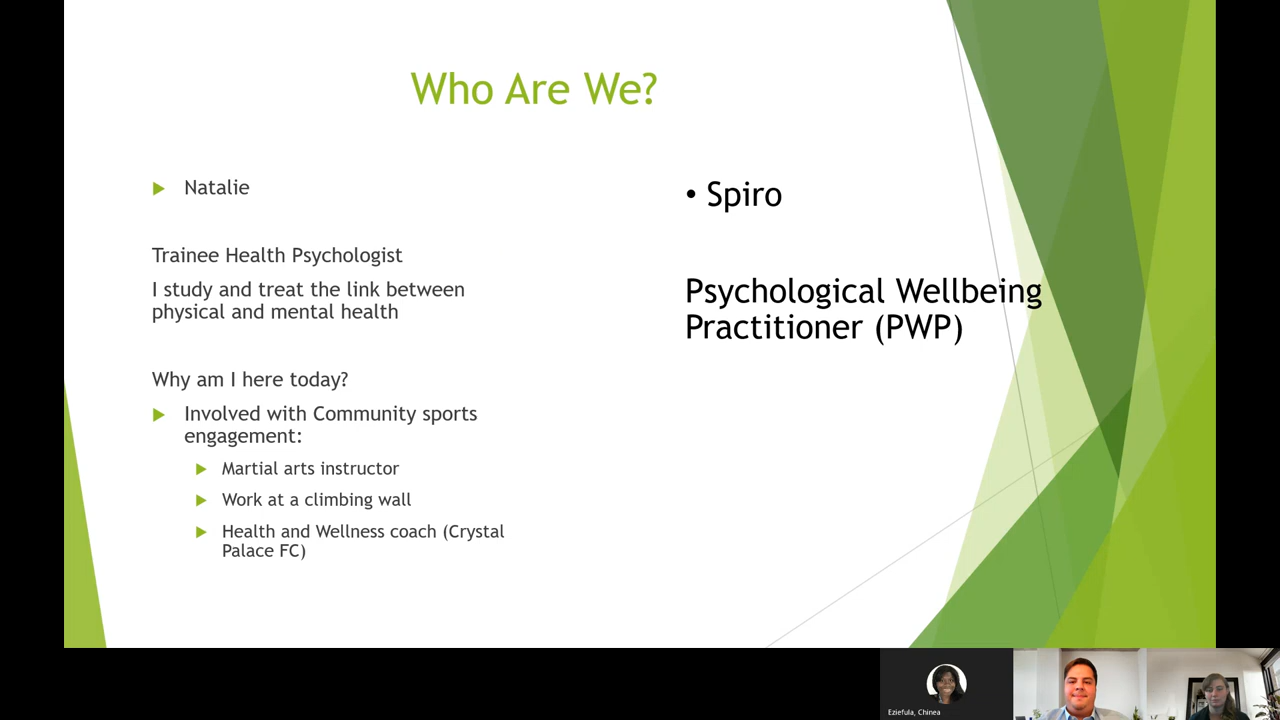 Who Are We?
Natalie
Trainee Health Psychologist
I study and treat the link between
physical and mental health
Why am I here today?
Involved with Community sports
engagement:
Martial arts instructor
Work at a climbing wall
Health and Wellness coach (Crystal
Palace FC)
• Spiro
Psychological Wellbeing
Practitioner (PWP)
Eziefula, Chinea